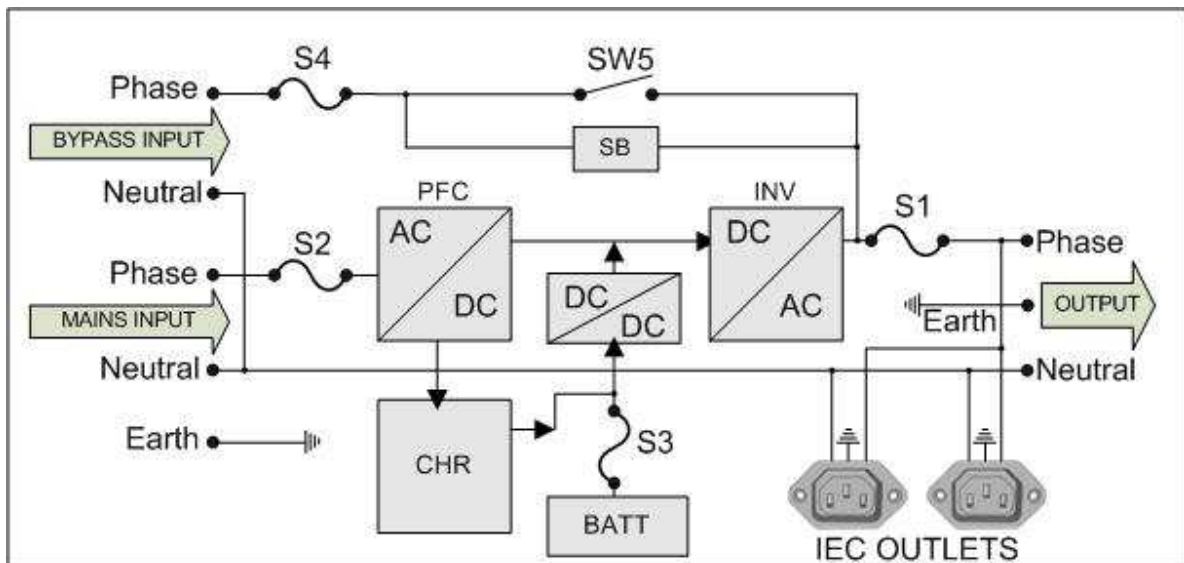 S4
SW5
Phase
BYPASS INPUT
SB
Neutral
PFC
INV
S2
AC
DC
DC
AC
S1
Phase
Phase
MAINS INPUT
DC
DC
Earth
OUTPUT
Neutral
Neutral
Earth
CHR
S3
BATT
IEC OUTLETS